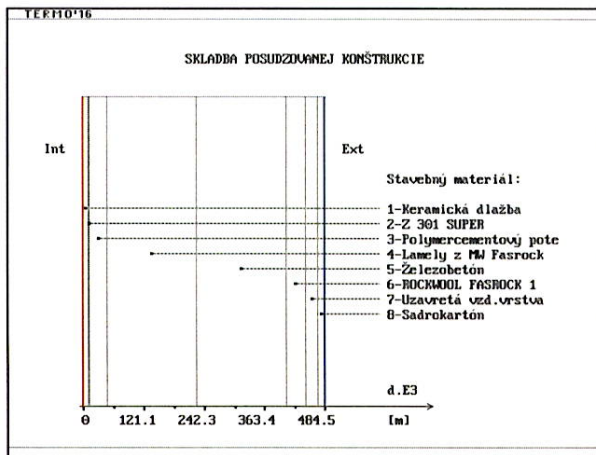 TERMO'16
SKLADBA POSUDZOVANEJ KONŠTRUKCIE
Int
Ext
Stavebný materiál:
1-Keramická dlažba
2-Z 301 SUPER
3-Polymercementový pote
4-Lamely z MW Fasrock
5-Železobetón
6-ROCKWOOL FASROCK 1
7-Uzavretá vzd.vrstva
8-Sadrokartón
d.E3
0 121.1 242.3 363.4 484.5 [m]